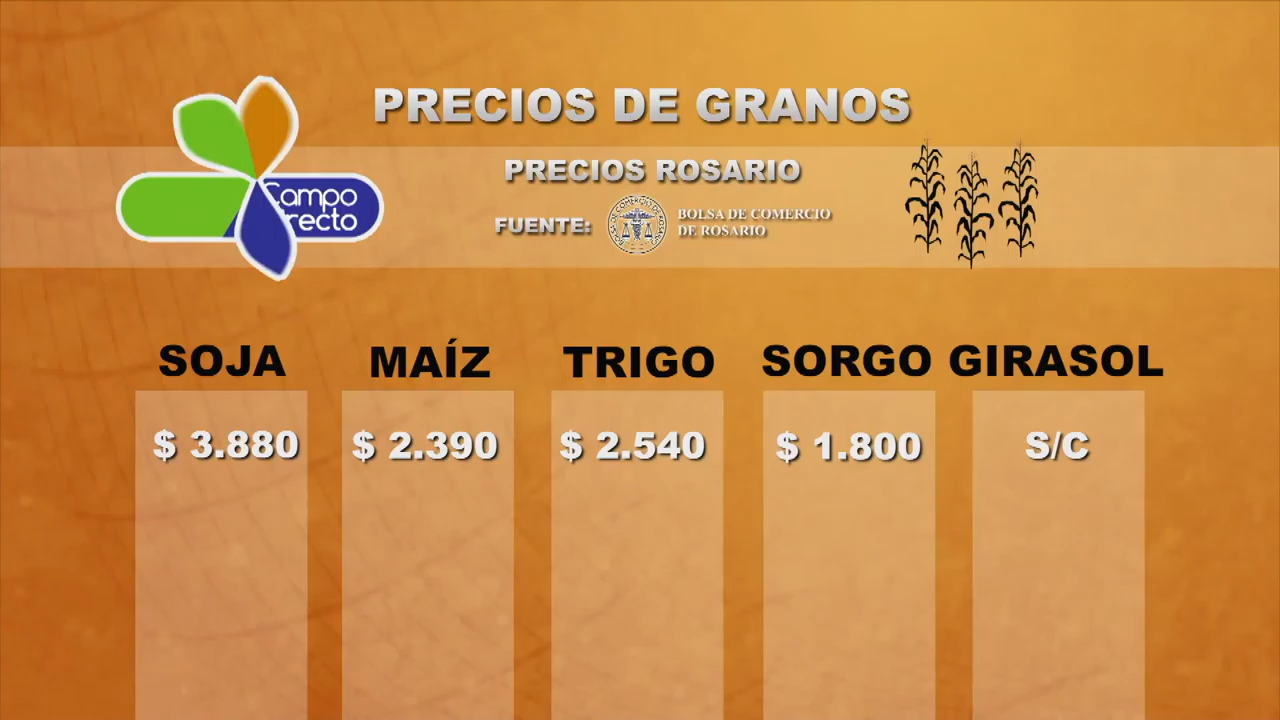 PRECIOS DE GRANOS
Campo
PRECIOS ROSARIO
FUENTE:
BOLSA DE COMERCIO
DE ROSARIO
SOJA MAÍZ TRIGO SORGO GIRASOL
$ 3.880 $ 2.390 $ 2.540 $ 1.800 S/C